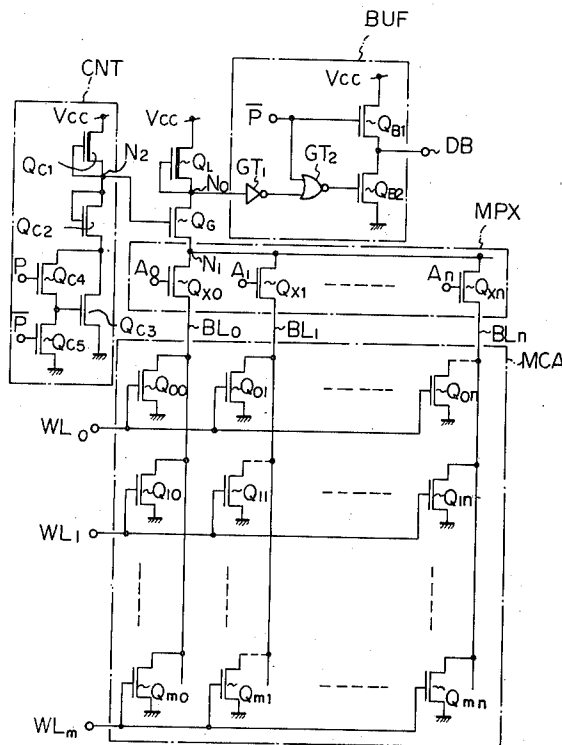 BUF
CNT
Vcc
Vcc
Vcc
P̅
QB1
QC1
N2
QL
GT1
GT2
DB
N0
QB2
QC2
QG
MPX
P
QC4
N1
A0
QX0
A1
QX1
An
QXn
QC3
P̅
QC5
BL0
BL1
BLn
MCA
Q00
Q01
Q0n
WL0
Q10
Q11
Q1n
WL1
Qm0
Qm1
Qmn
WLm